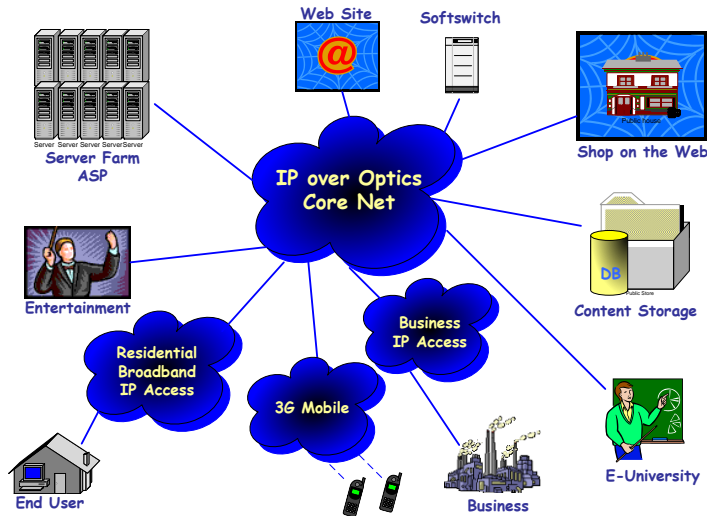 Web Site
Softswitch
@
Public house
Server Server Server Server Server
Server Farm
ASP
Shop on the Web
IP over Optics
Core Net
DB
Public Store
Entertainment
Content Storage
Business
IP Access
Residential
Broadband
IP Access
3G Mobile
E-University
End User
Business